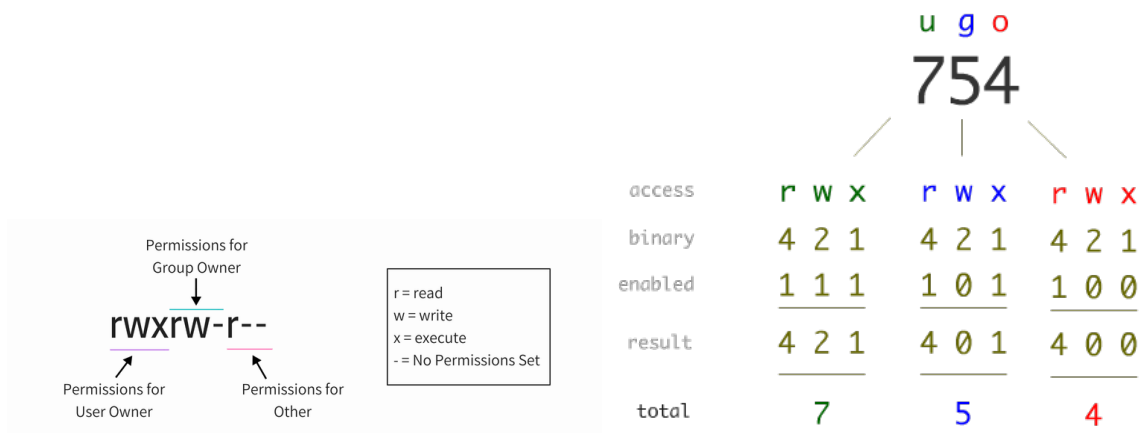 Permissions for
Group Owner
rwxrw-r--
Permissions for
User Owner
Permissions for
Other
r = read
w = write
x = execute
- = No Permissions Set
u g o
754
access r w x r w x r w x
binary 4 2 1 4 2 1 4 2 1
enabled 1 1 1 1 0 1 1 0 0
result 4 2 1 4 0 1 4 0 0
total 7 5 4